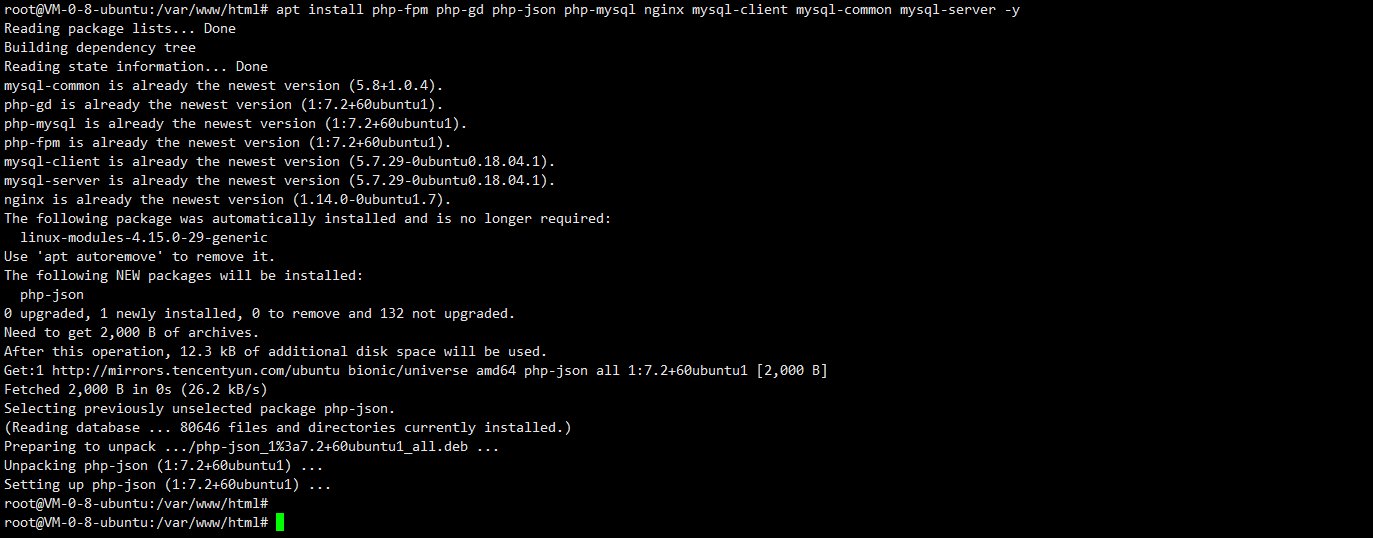 root@VM-0-8-ubuntu:/var/www/html# apt install php-fpm php-gd php-json php-mysql nginx mysql-client mysql-common mysql-server -y
Reading package lists... Done
Building dependency tree
Reading state information... Done
mysql-common is already the newest version (5.8+1.0.4).
php-gd is already the newest version (1:7.2+60ubuntu1).
php-mysql is already the newest version (1:7.2+60ubuntu1).
php-fpm is already the newest version (1:7.2+60ubuntu1).
mysql-client is already the newest version (5.7.29-0ubuntu0.18.04.1).
mysql-server is already the newest version (5.7.29-0ubuntu0.18.04.1).
nginx is already the newest version (1.14.0-0ubuntu1.7).
The following package was automatically installed and is no longer required:
  linux-modules-4.15.0-29-generic
Use 'apt autoremove' to remove it.
The following NEW packages will be installed:
  php-json
0 upgraded, 1 newly installed, 0 to remove and 132 not upgraded.
Need to get 2,000 B of archives.
After this operation, 12.3 kB of additional disk space will be used.
Get:1 http://mirrors.tencentyun.com/ubuntu bionic/universe amd64 php-json all 1:7.2+60ubuntu1 [2,000 B]
Fetched 2,000 B in 0s (26.2 kB/s)
Selecting previously unselected package php-json.
(Reading database ... 80646 files and directories currently installed.)
Preparing to unpack .../php-json_1%3a7.2+60ubuntu1_all.deb ...
Unpacking php-json (1:7.2+60ubuntu1) ...
Setting up php-json (1:7.2+60ubuntu1) ...
root@VM-0-8-ubuntu:/var/www/html#
root@VM-0-8-ubuntu:/var/www/html#